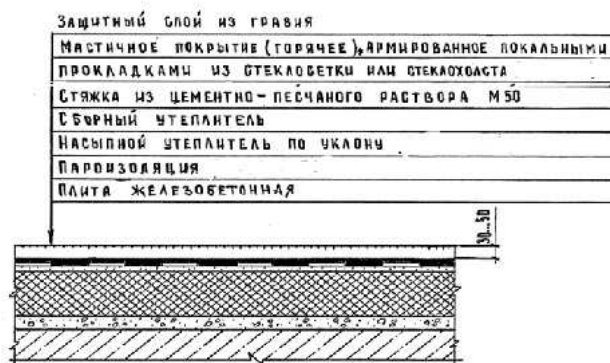 Защитный слой из гравия
Мастичное покрытие (горячее), армированное локальными
прокладками из стеклосетки или стеклохолста
Стяжка из цементно-песчаного раствора М50
Сборный утеплитель
Насыпной утеплитель по уклону
Пароизоляция
Плита железобетонная
30...50